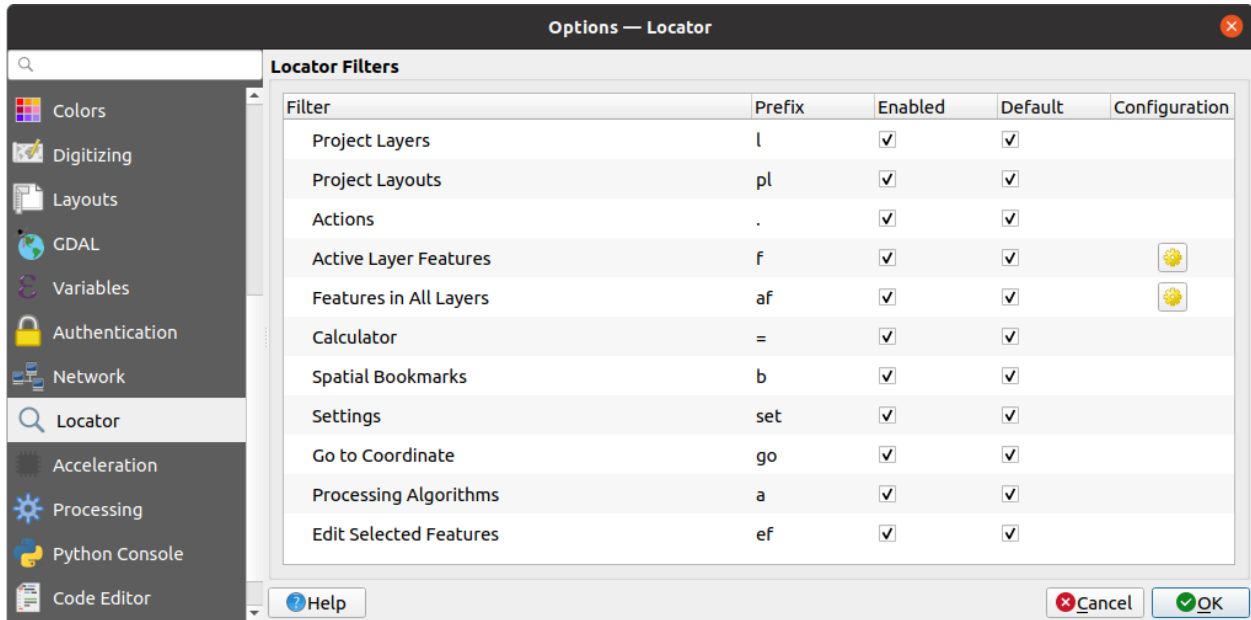 Options — Locator
Colors
Digitizing
Layouts
GDAL
Variables
Authentication
Network
Locator
Acceleration
Processing
Python Console
Code Editor
Locator Filters
Filter Prefix Enabled Default Configuration
Project Layers l
Project Layouts pl
Actions .
Active Layer Features f
Features in All Layers af
Calculator =
Spatial Bookmarks b
Settings set
Go to Coordinate go
Processing Algorithms a
Edit Selected Features ef
Help Cancel OK